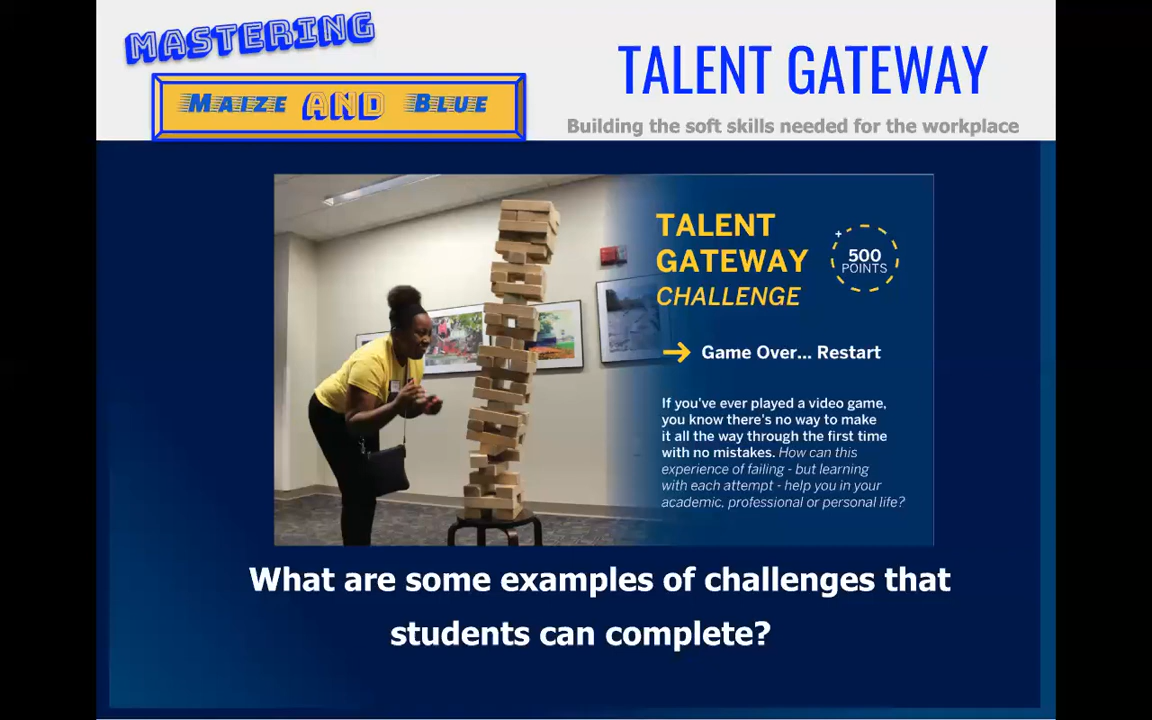 MASTERING
MAIZE AND BLUE
TALENT GATEWAY
Building the soft skills needed for the workplace
TALENT
GATEWAY
CHALLENGE
+
500
POINTS
→ Game Over... Restart
If you've ever played a video game,
you know there's no way to make
it all the way through the first time
with no mistakes. How can this
experience of failing - but learning
with each attempt - help you in your
academic, professional or personal life?
What are some examples of challenges that
students can complete?